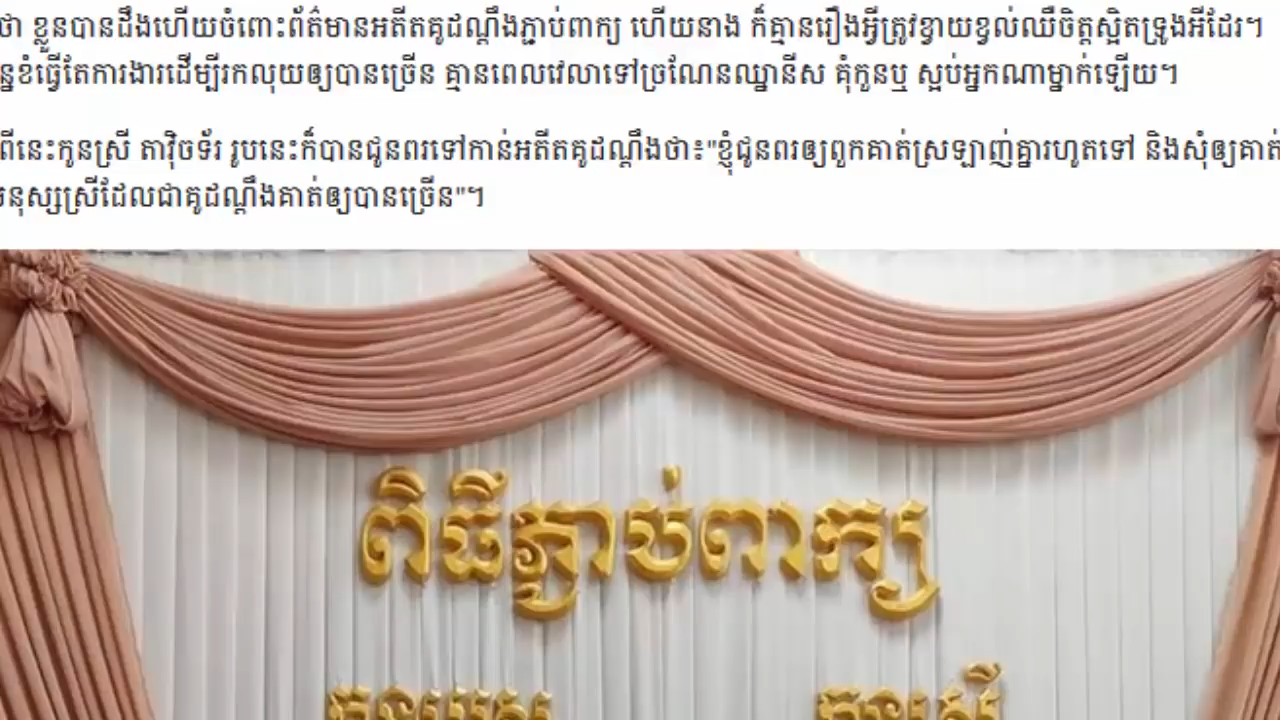 ថា ខ្លួនបានដឹងហើយចំពោះព័ត៌មានអតីតគូដណ្ដឹងភ្ជាប់ពាក្យ ហើយនាង ក៏គ្មានរឿងអ្វីត្រូវខ្វាយខ្វល់ឈឺចិត្តស្អិតទ្រូងអីដែរ។
ខំធ្វើតែការងារដើម្បីរកលុយឲ្យបានច្រើន គ្មានពេលវេលាទៅច្រណែនឈ្នានីស គុំកួនឬ ស្អប់អ្នកណាម្នាក់ឡើយ។
ពីនេះកូនស្រី តាវ៉ិចទ័រ រូបនេះក៏បានជូនពរទៅកាន់អតីតគូដណ្ដឹងថា៖"ខ្ញុំជូនពរឲ្យពួកគាត់ស្រឡាញ់គ្នារហូតទៅ និងសុំឲ្យគាត់
មនុស្សស្រីដែលជាគូដណ្ដឹងគាត់ឲ្យបានច្រើន"។
ពិធីភ្ជាប់ពាក្យ
កូនប្រុស កូនស្រី